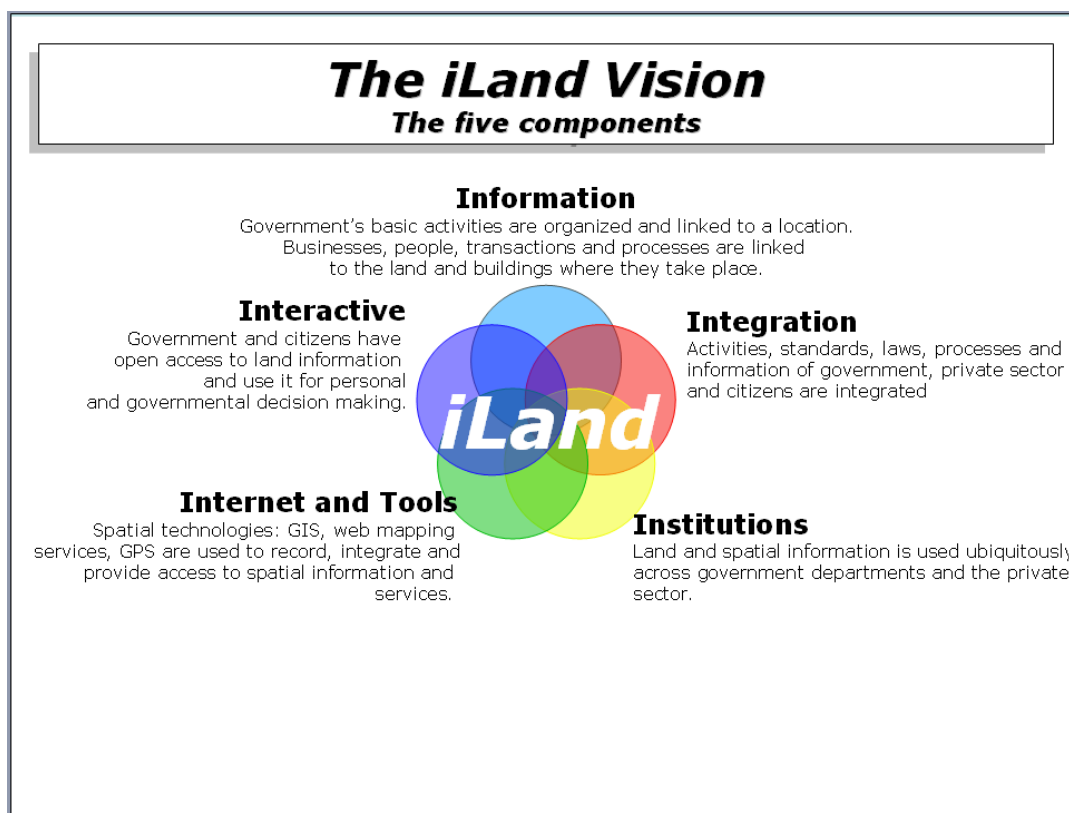 The iLand Vision
The five components
Information
Government's basic activities are organized and linked to a location.
Businesses, people, transactions and processes are linked
to the land and buildings where they take place.
Interactive
Government and citizens have
open access to land information
and use it for personal
and governmental decision making.
Integration
Activities, standards, laws, processes and
information of government, private sector
and citizens are integrated
iLand
Internet and Tools
Spatial technologies: GIS, web mapping
services, GPS are used to record, integrate and
provide access to spatial information and
services.
Institutions
Land and spatial information is used ubiquitously
across government departments and the private
sector.